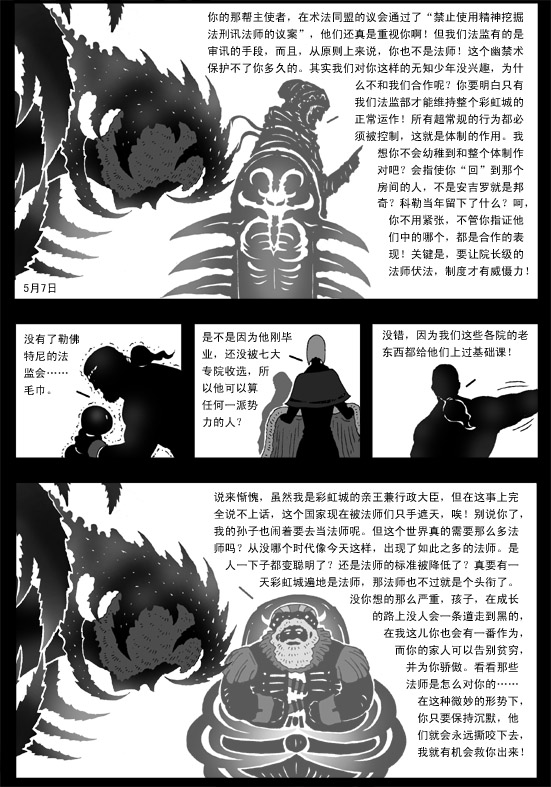 你的那帮主使者，在术法同盟的议会通过了“禁止使用精神挖掘
法刑讯法师的议案”，他们还真是重视你啊！但我们法监有的是
审讯的手段，而且，从原则上来说，你也不是法师！这个幽禁术
保护不了你多久的。其实我们对你这样的无知少年没兴趣，为什
么不和我们合作呢？你要明白只有
我们法监部才能维持整个彩虹城的
正常运作！所有超常规的行为都必
须被控制，这就是体制的作用。我
想你不会幼稚到和整个体制作
对吧？会指使你“回”到那个
房间的人，不是安吉罗就是邦
奇？科勒当年留下了什么？呵，
你不用紧张，不管你指证他
们中的哪个，都是合作的表
现！关键是，要让院长级的
法师伏法，制度才有威慑力！
5月7日
没有了勒佛
特尼的法
监会……
毛巾。
是不是因为他刚毕
业，还没被七大
专院收选，所
以他可以算
任何一派势
力的人？
没错，因为我们这些各院的老
东西都给他们上过基础课！
说来惭愧，虽然我是彩虹城的亲王兼行政大臣，但在这事上完
全说不上话，这个国家现在被法师们只手遮天，唉！别说你了，
我的孙子也闹着要去当法师呢。但这个世界真的需要那么多法
师吗？从没哪个时代像今天这样，出现了如此之多的法师。是
人一下子都变聪明了？还是法师的标准被降低了？真要有一
天彩虹城遍地是法师，那法师也不过就是个头衔了。
没你想的那么严重，孩子，在成长
的路上没人会一条道走到黑的，
在我这儿你也会有一番作为，
而你的家人可以告别贫穷，
并为你骄傲。看看那些
法师是怎么对你的……
在这种微妙的形势下，
你只要保持沉默，他
们就会永远撕咬下去，
我就有机会救你出来！